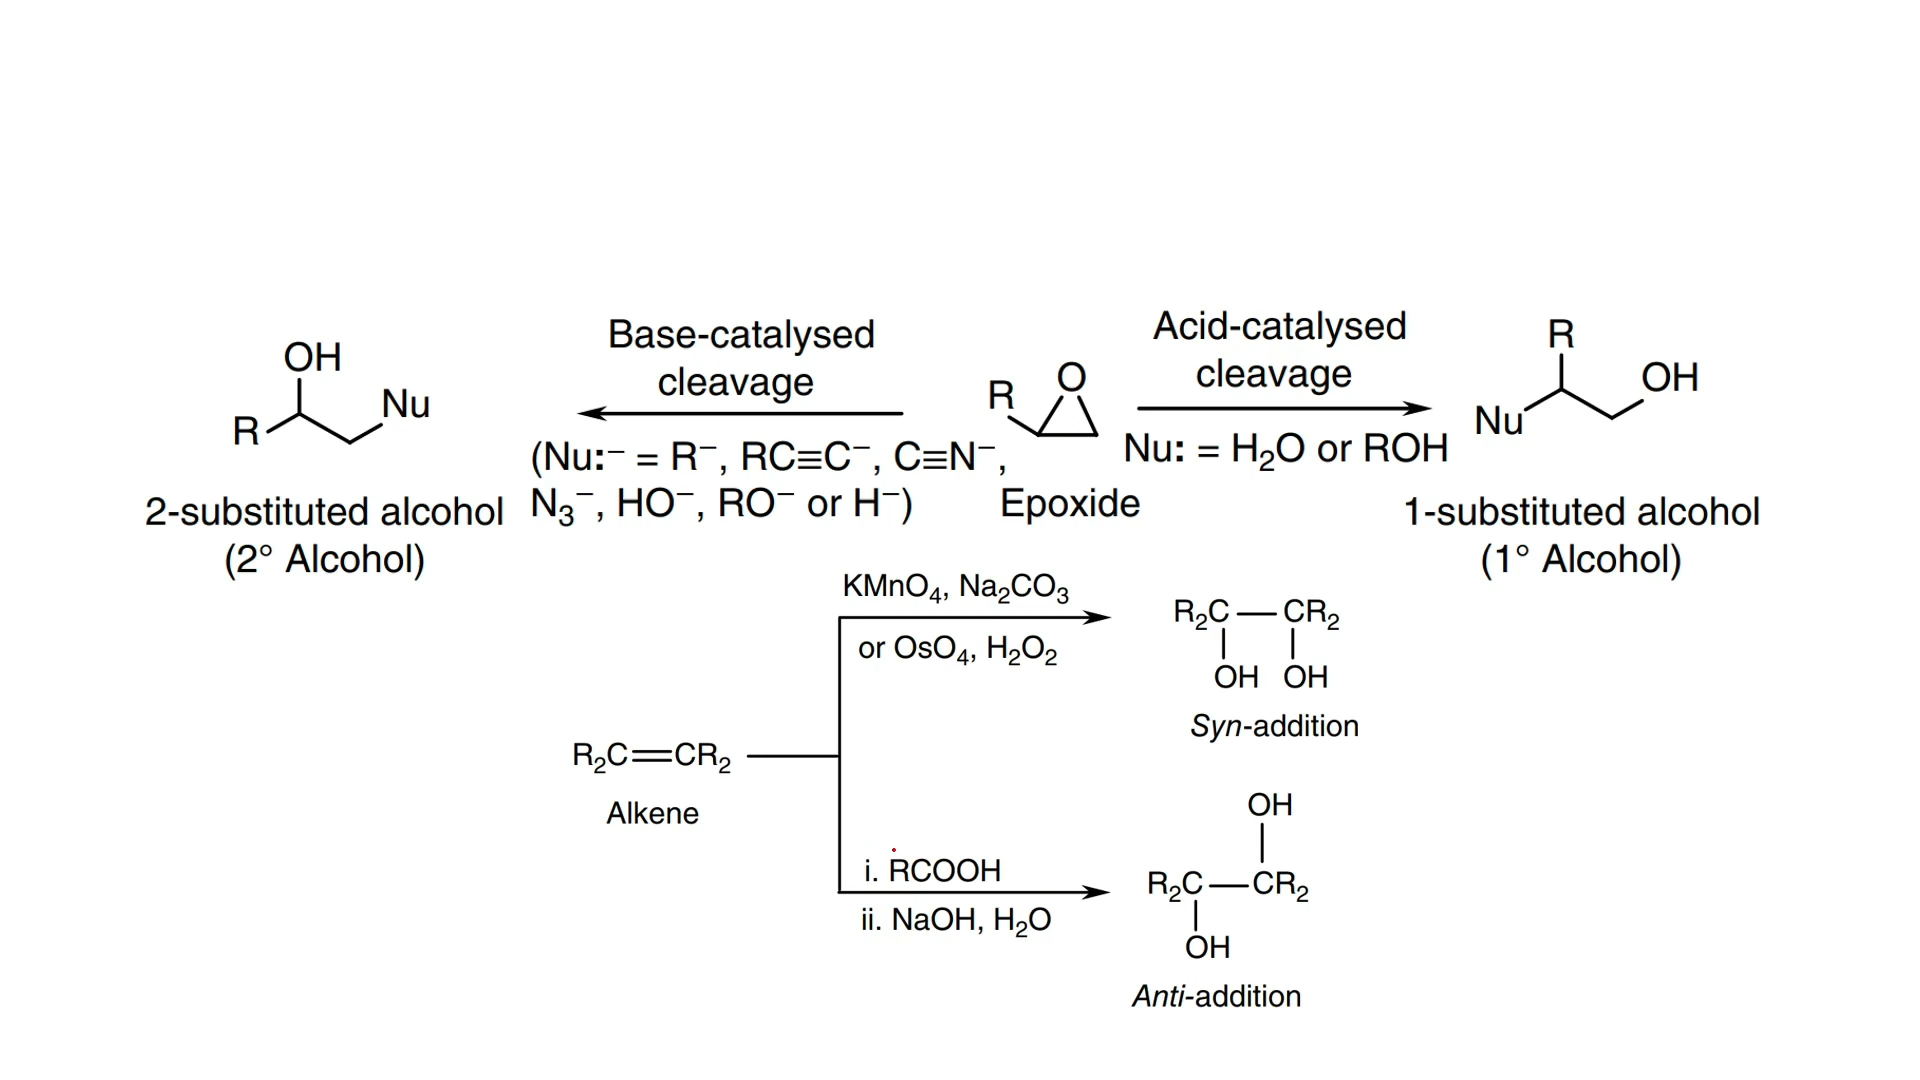 Base-catalysed
cleavage
(Nu:⁻ = R⁻, RC≡C⁻, C≡N⁻,
N₃⁻, HO⁻, RO⁻ or H⁻)
OH
R
Nu
2-substituted alcohol
(2° Alcohol)
R
O
Epoxide
Acid-catalysed
cleavage
Nu: = H₂O or ROH
R
OH
Nu
1-substituted alcohol
(1° Alcohol)
R₂C=CR₂
Alkene
KMnO₄, Na₂CO₃
or OsO₄, H₂O₂
R₂C—CR₂
OH OH
Syn-addition
i. RCOOH
ii. NaOH, H₂O
OH
R₂C—CR₂
OH
Anti-addition